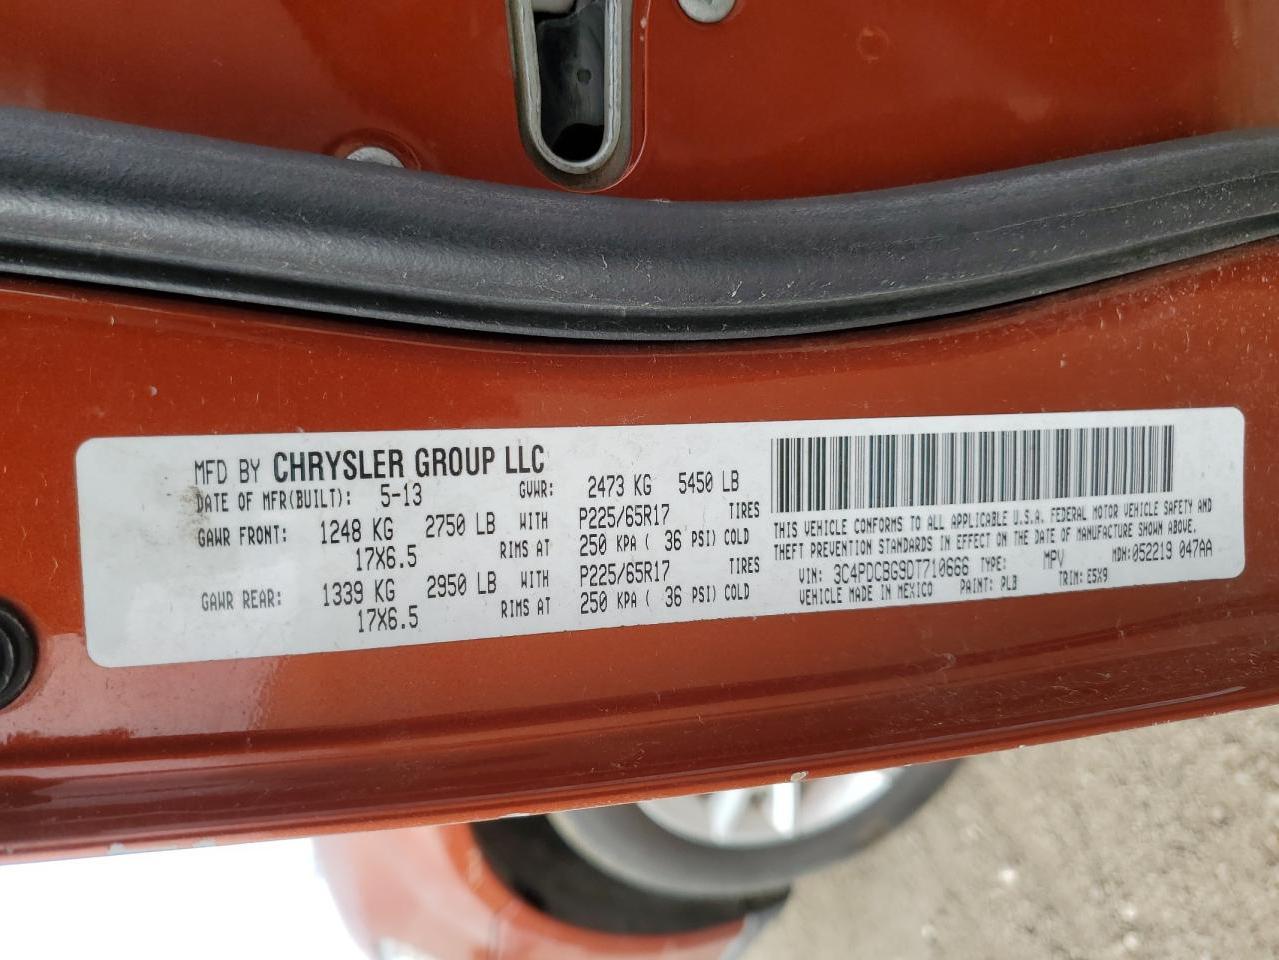 MFD BY CHRYSLER GROUP LLC
DATE OF MFR(BUILT): 5-13 GVWR: 2473 KG 5450 LB
GAWR FRONT: 1248 KG 2750 LB WITH P225/65R17 TIRES
17X6.5 RIMS AT 250 KPA ( 36 PSI) COLD
GAWR REAR: 1339 KG 2950 LB WITH P225/65R17 TIRES
17X6.5 RIMS AT 250 KPA ( 36 PSI) COLD
THIS VEHICLE CONFORMS TO ALL APPLICABLE U.S.A. FEDERAL MOTOR VEHICLE SAFETY AND
THEFT PREVENTION STANDARDS IN EFFECT ON THE DATE OF MANUFACTURE SHOWN ABOVE.
VIN: 3C4PDCBG9DT710666 TYPE: MPV MDH:052219 047AA
VEHICLE MADE IN MEXICO PAINT: PLB TRIM: E5X9